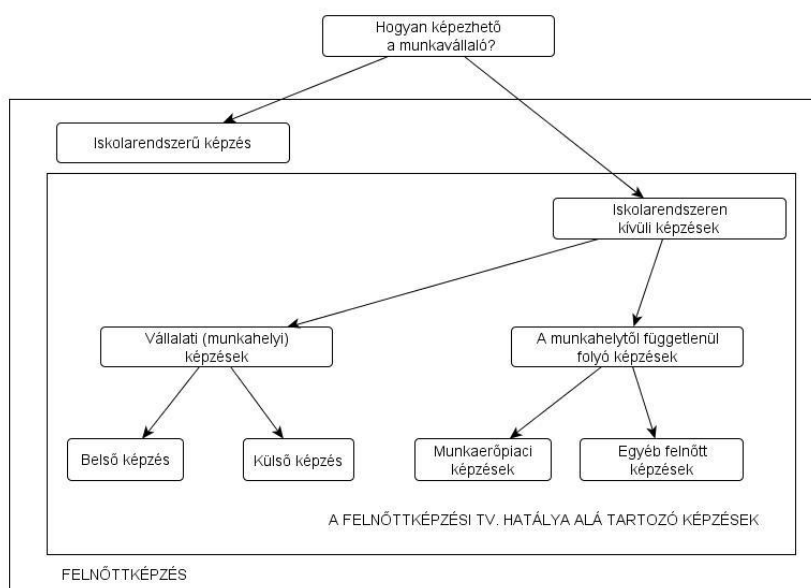 Hogyan képezhető
a munkavállaló?
Iskolarendszerű képzés
Iskolarendszeren
kívüli képzések
Vállalati (munkahelyi)
képzések
A munkahelytől függetlenül
folyó képzések
Belső képzés
Külső képzés
Munkaerőpiaci
képzések
Egyéb felnőtt
képzések
A FELNŐTTKÉPZÉSI TV. HATÁLYA ALÁ TARTOZÓ KÉPZÉSEK
FELNŐTTKÉPZÉS